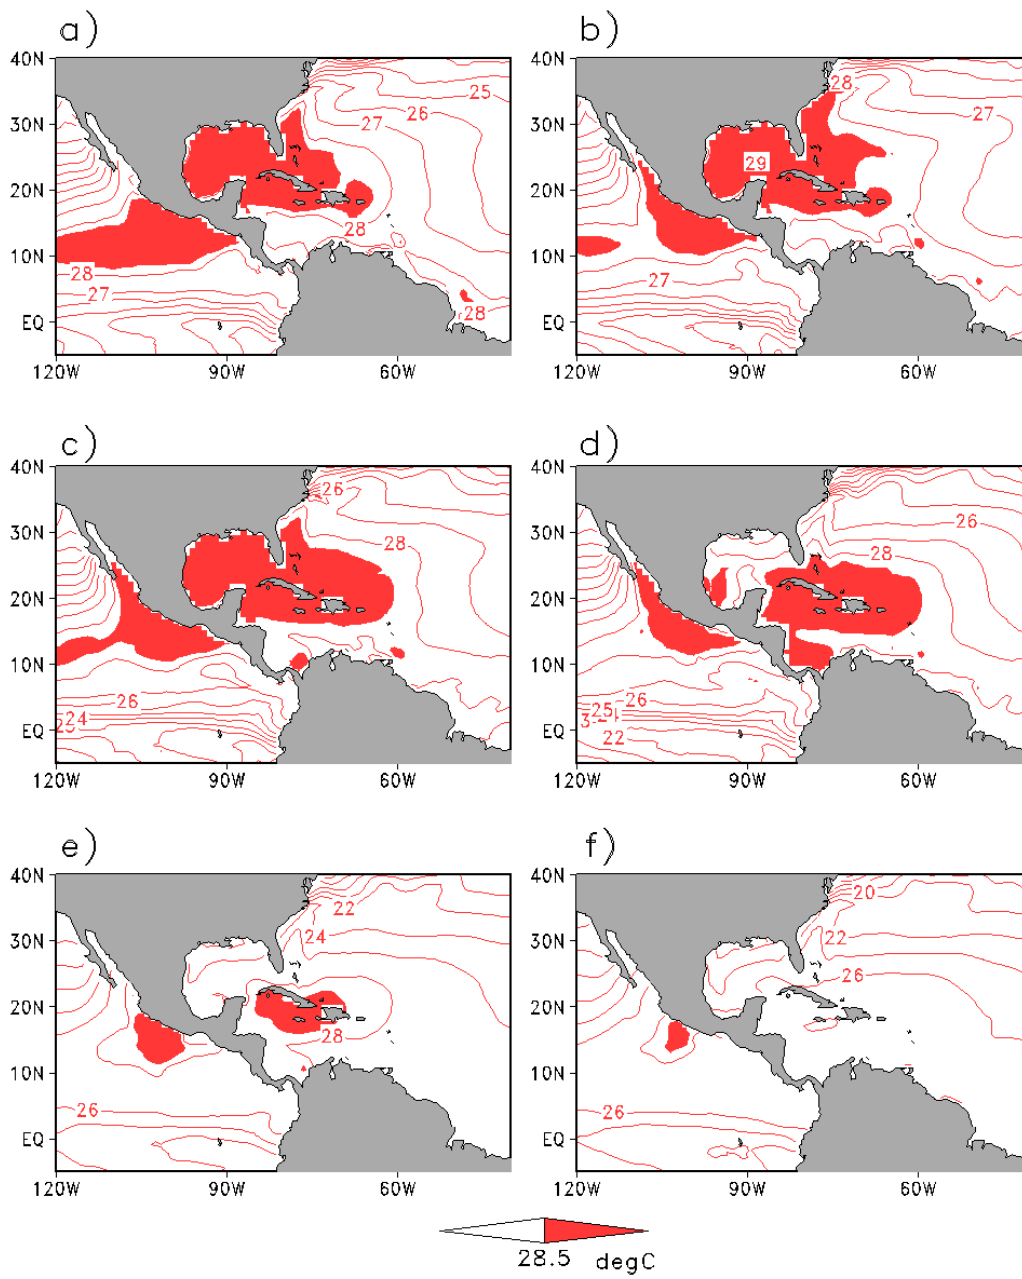 a) b)
40N 30N 20N 10N EQ
120W 90W 60W
25 26 27 28 28 27 28
40N 30N 20N 10N EQ
120W 90W 60W
28 27 29 27
c) d)
40N 30N 20N 10N EQ
120W 90W 60W
26 28 26 24
40N 30N 20N 10N EQ
120W 90W 60W
26 28 26 25 22
e) f)
40N 30N 20N 10N EQ
120W 90W 60W
22 24 28 26
40N 30N 20N 10N EQ
120W 90W 60W
20 22 26 26
28.5 degC